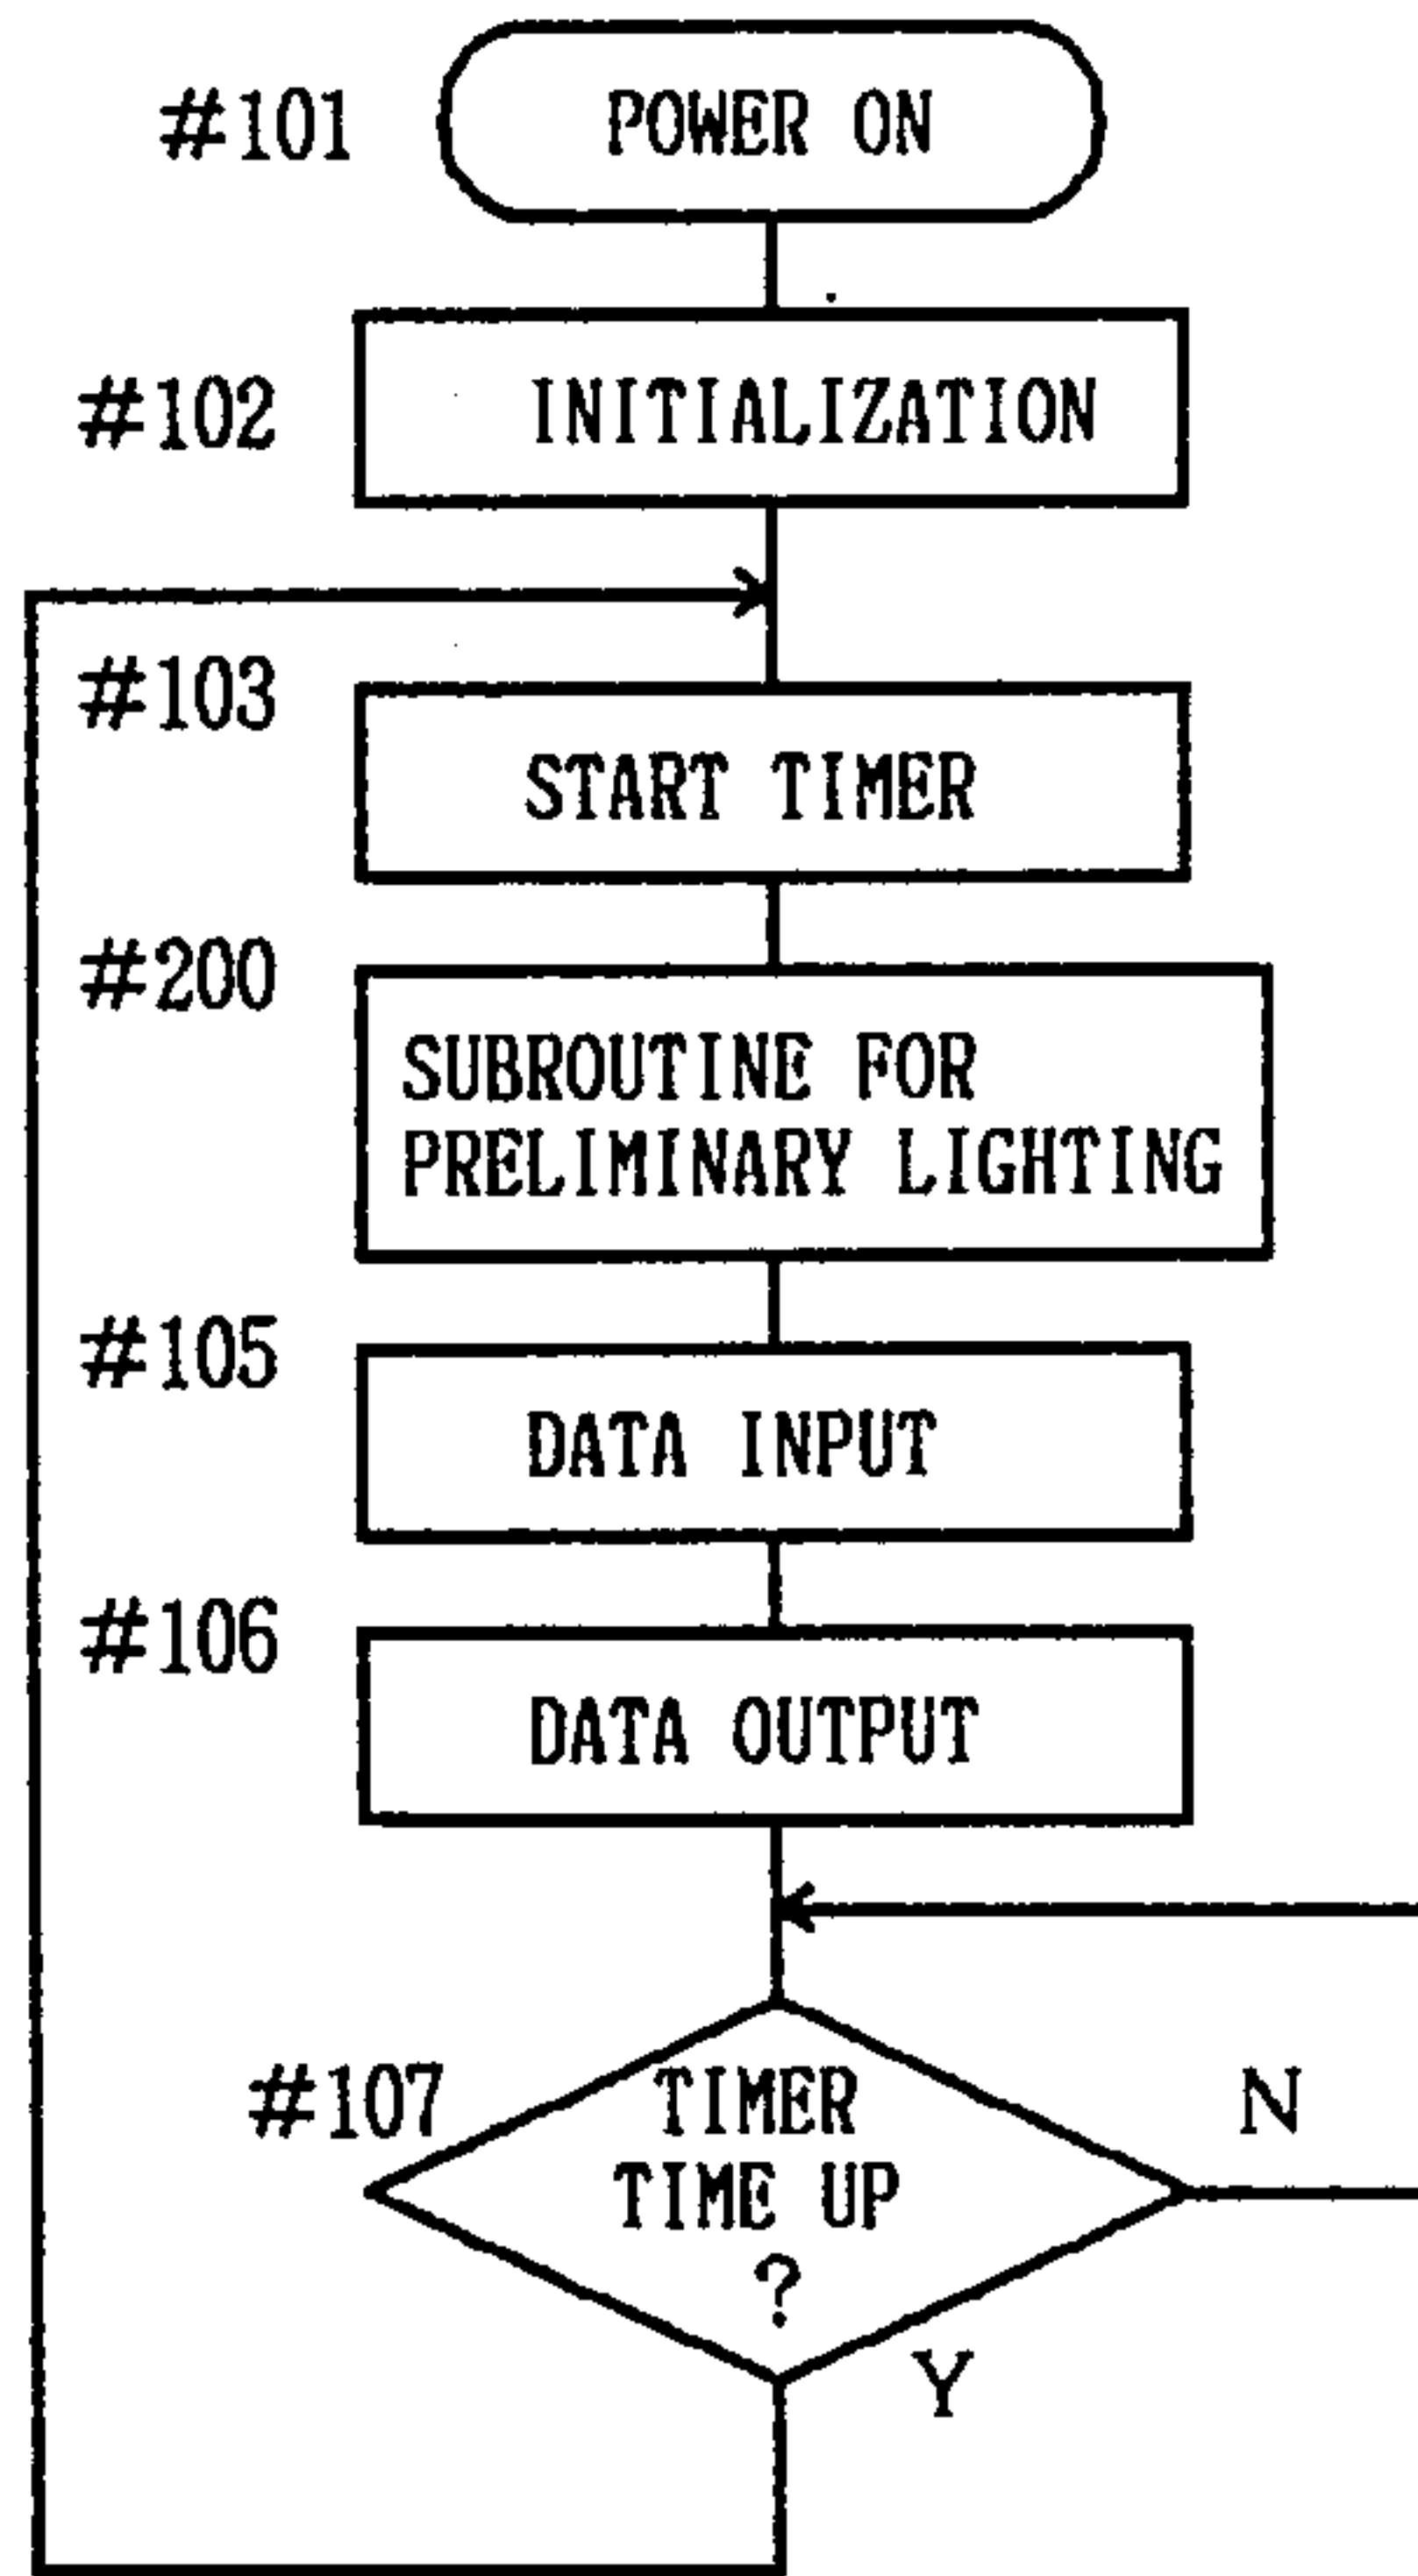 #101 POWER ON
#102 INITIALIZATION
#103
START TIMER
#200
SUBROUTINE FOR
PRELIMINARY LIGHTING
#105
DATA INPUT
#106
DATA OUTPUT
#107 TIMER N
TIME UP
?
Y